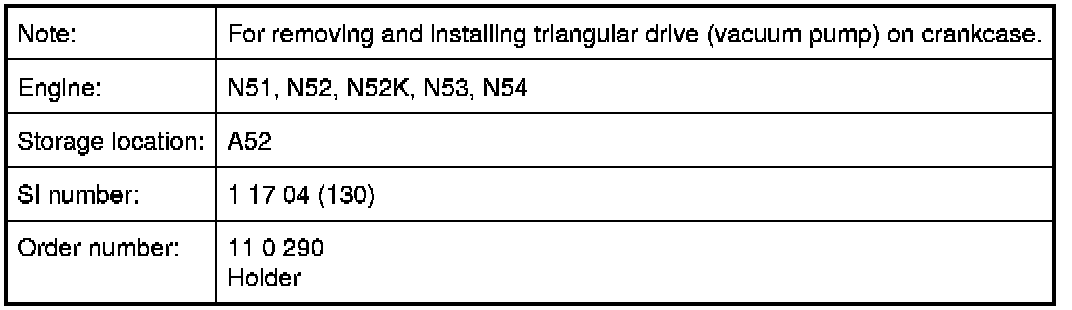 Note: For removing and installing triangular drive (vacuum pump) on crankcase.
Engine: N51, N52, N52K, N53, N54
Storage location: A52
SI number: 1 17 04 (130)
Order number: 11 0 290
Holder